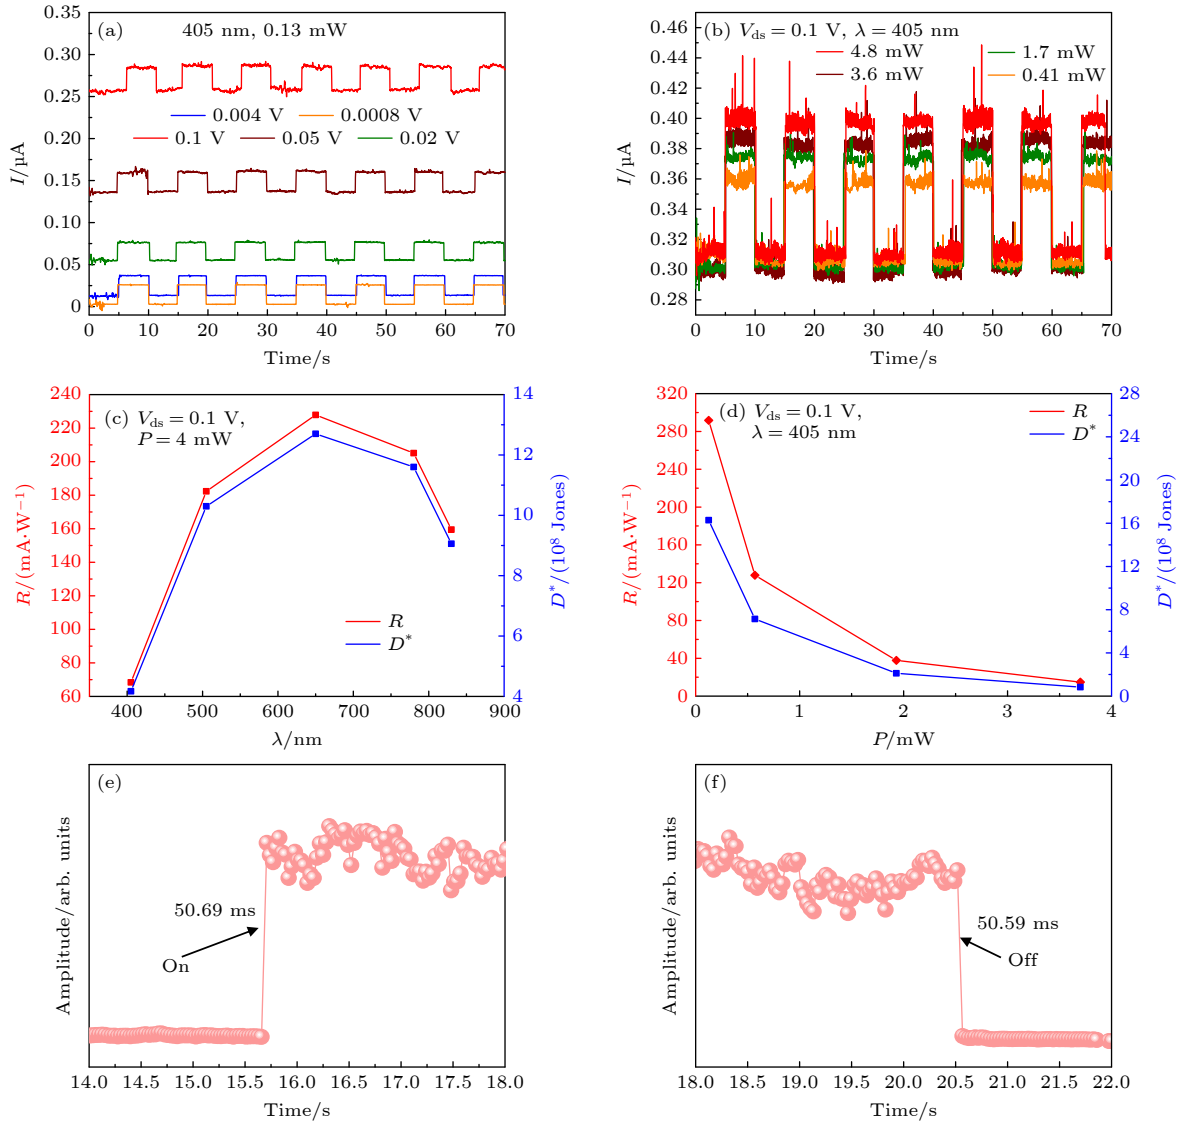 (a) 405 nm, 0.13 mW
0.004 V 0.0008 V
0.1 V 0.05 V 0.02 V
I/μA
0.35
0.30
0.25
0.20
0.15
0.10
0.05
0
0 10 20 30 40 50 60 70
Time/s
(b) Vds = 0.1 V, λ = 405 nm
4.8 mW 1.7 mW
3.6 mW 0.41 mW
I/μA
0.46
0.44
0.42
0.40
0.38
0.36
0.34
0.32
0.30
0.28
0 10 20 30 40 50 60 70
Time/s
(c) Vds = 0.1 V,
P = 4 mW
R
D*
R/(mA·W−1)
240
220
200
180
160
140
120
100
80
60
D*/(10^8 Jones)
14
12
10
8
6
4
400 500 600 700 800 900
λ/nm
(d) Vds = 0.1 V,
λ = 405 nm
R
D*
R/(mA·W−1)
320
280
240
200
160
120
80
40
0
D*/(10^8 Jones)
28
24
20
16
12
8
4
0
0 1 2 3 4
P/mW
(e)
50.69 ms
On
Amplitude/arb. units
14.0 14.5 15.0 15.5 16.0 16.5 17.0 17.5 18.0
Time/s
(f)
50.59 ms
Off
Amplitude/arb. units
18.0 18.5 19.0 19.5 20.0 20.5 21.0 21.5 22.0
Time/s